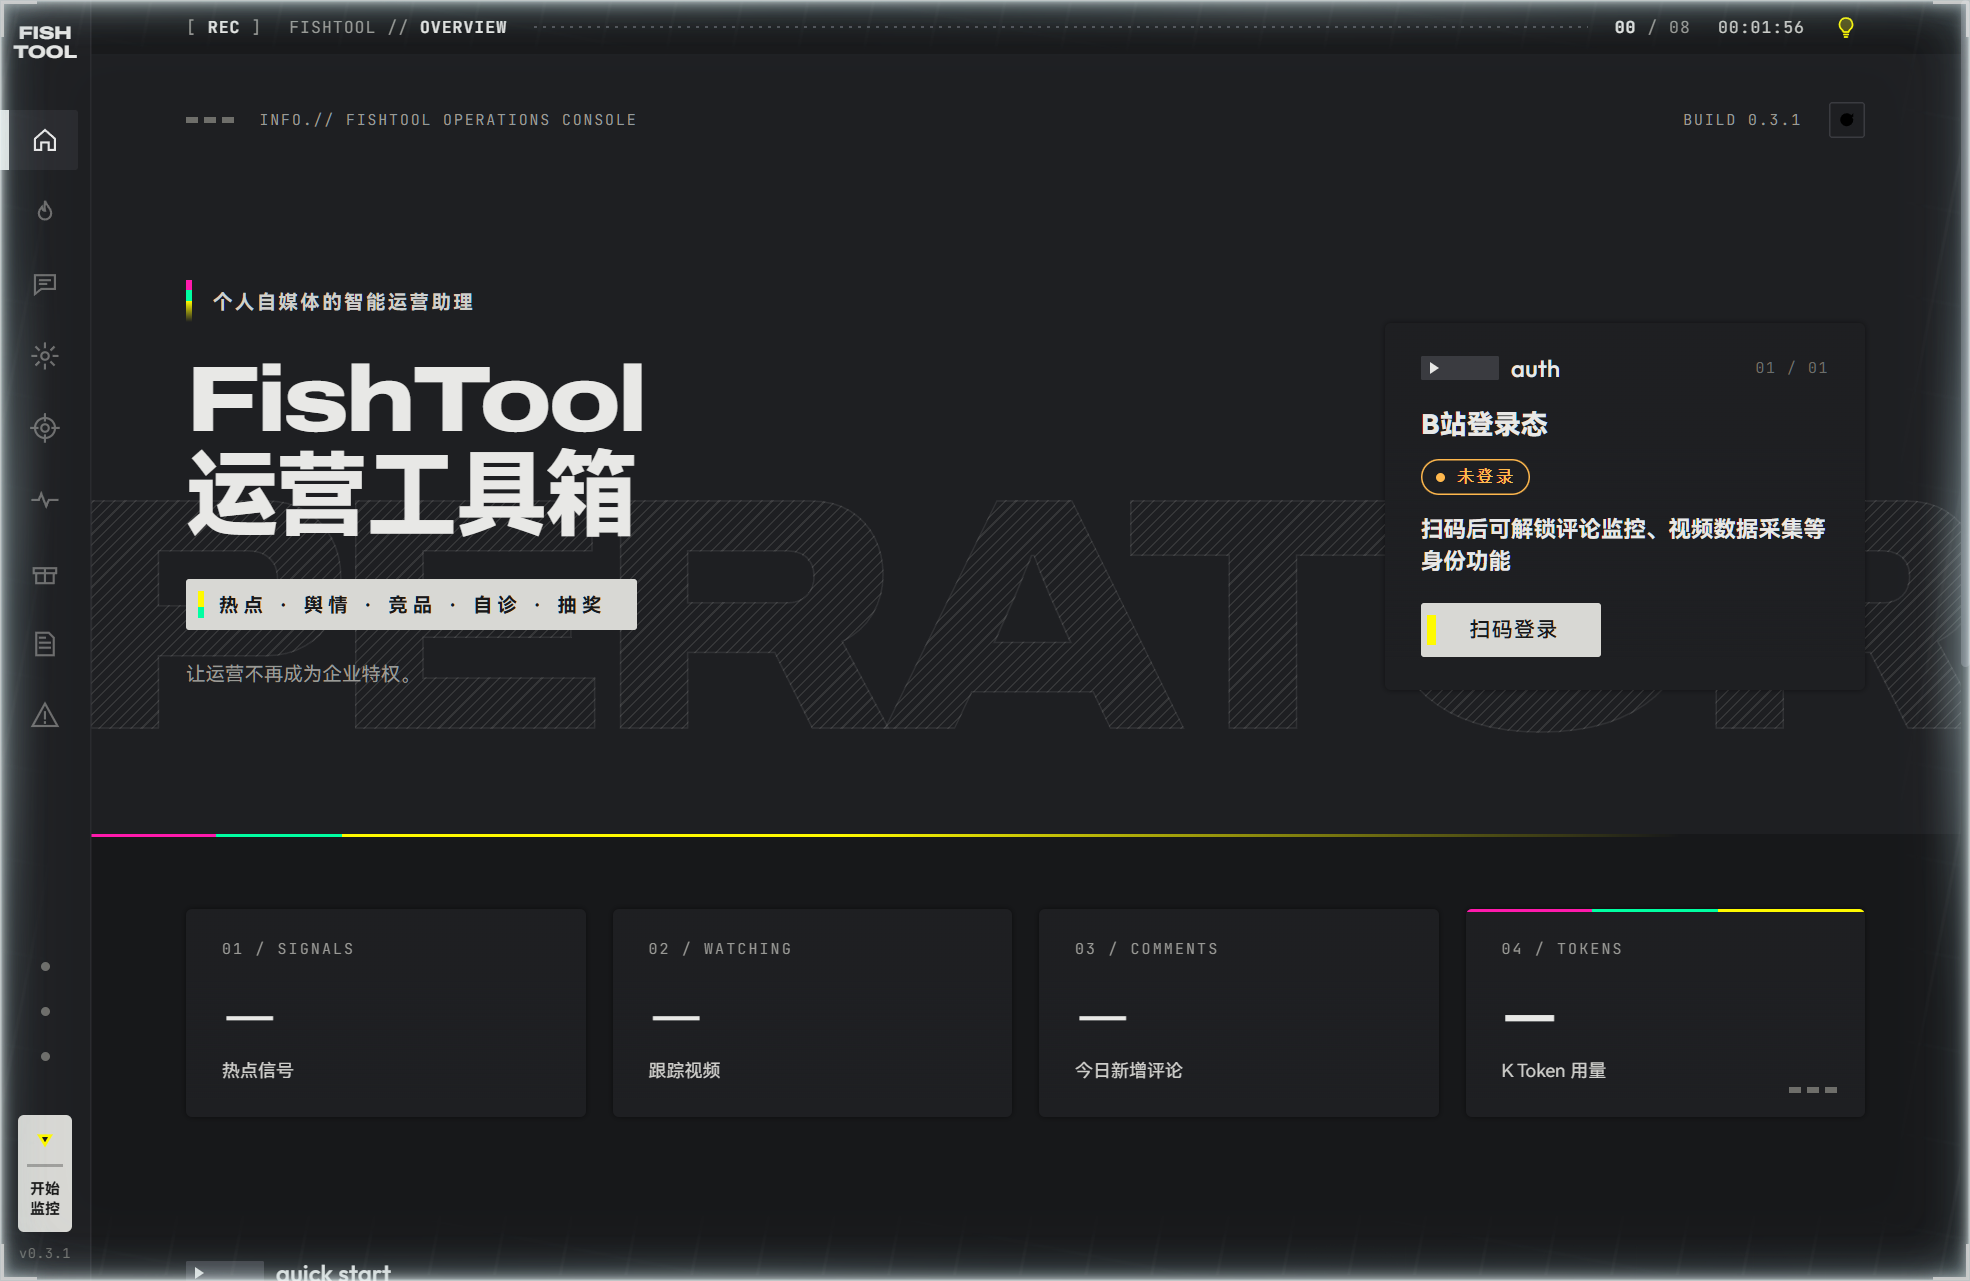 FISH
TOOL
[ REC ] FISHTOOL // OVERVIEW
00 / 08 00:01:56
INFO.// FISHTOOL OPERATIONS CONSOLE
BUILD 0.3.1
个人自媒体的智能运营助理
FishTool
运营工具箱
热点 · 舆情 · 竞品 · 自诊 · 抽奖
让运营不再成为企业特权。
PERATOR
auth
01 / 01
B站登录态
未登录
扫码后可解锁评论监控、视频数据采集等
身份功能
扫码登录
01 / SIGNALS
—
热点信号
02 / WATCHING
—
跟踪视频
03 / COMMENTS
—
今日新增评论
04 / TOKENS
—
K Token 用量
开始
监控
v0.3.1
quick start